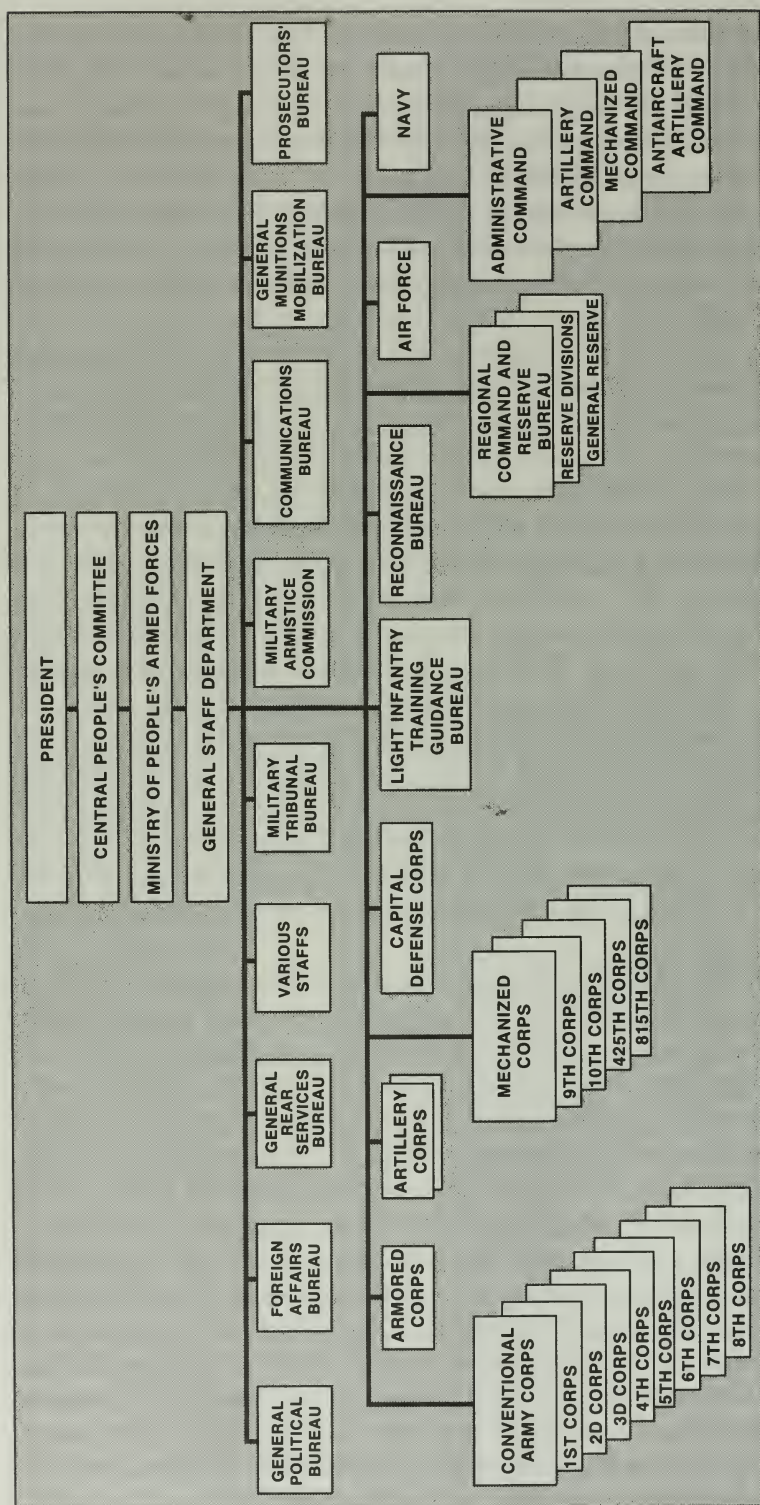 PRESIDENT
CENTRAL PEOPLE'S COMMITTEE
MINISTRY OF PEOPLE'S ARMED FORCES
GENERAL STAFF DEPARTMENT
GENERAL
POLITICAL
BUREAU
FOREIGN
AFFAIRS
BUREAU
GENERAL
REAR
SERVICES
BUREAU
VARIOUS
STAFFS
MILITARY
TRIBUNAL
BUREAU
MILITARY
ARMISTICE
COMMISSION
COMMUNICATIONS
BUREAU
GENERAL
MUNITIONS
MOBILIZATION
BUREAU
PROSECUTORS'
BUREAU
ARMORED
CORPS
ARTILLERY
CORPS
CAPITAL
DEFENSE CORPS
LIGHT INFANTRY
TRAINING
GUIDANCE
BUREAU
RECONNAISSANCE
BUREAU
AIR FORCE
NAVY
CONVENTIONAL
ARMY CORPS
1ST CORPS
2D CORPS
3D CORPS
4TH CORPS
5TH CORPS
6TH CORPS
7TH CORPS
8TH CORPS
MECHANIZED
CORPS
9TH CORPS
10TH CORPS
425TH CORPS
815TH CORPS
REGIONAL
COMMAND AND
RESERVE
BUREAU
RESERVE DIVISIONS
GENERAL RESERVE
ADMINISTRATIVE
COMMAND
ARTILLERY
COMMAND
MECHANIZED
COMMAND
ANTIAIRCRAFT
ARTILLERY
COMMAND